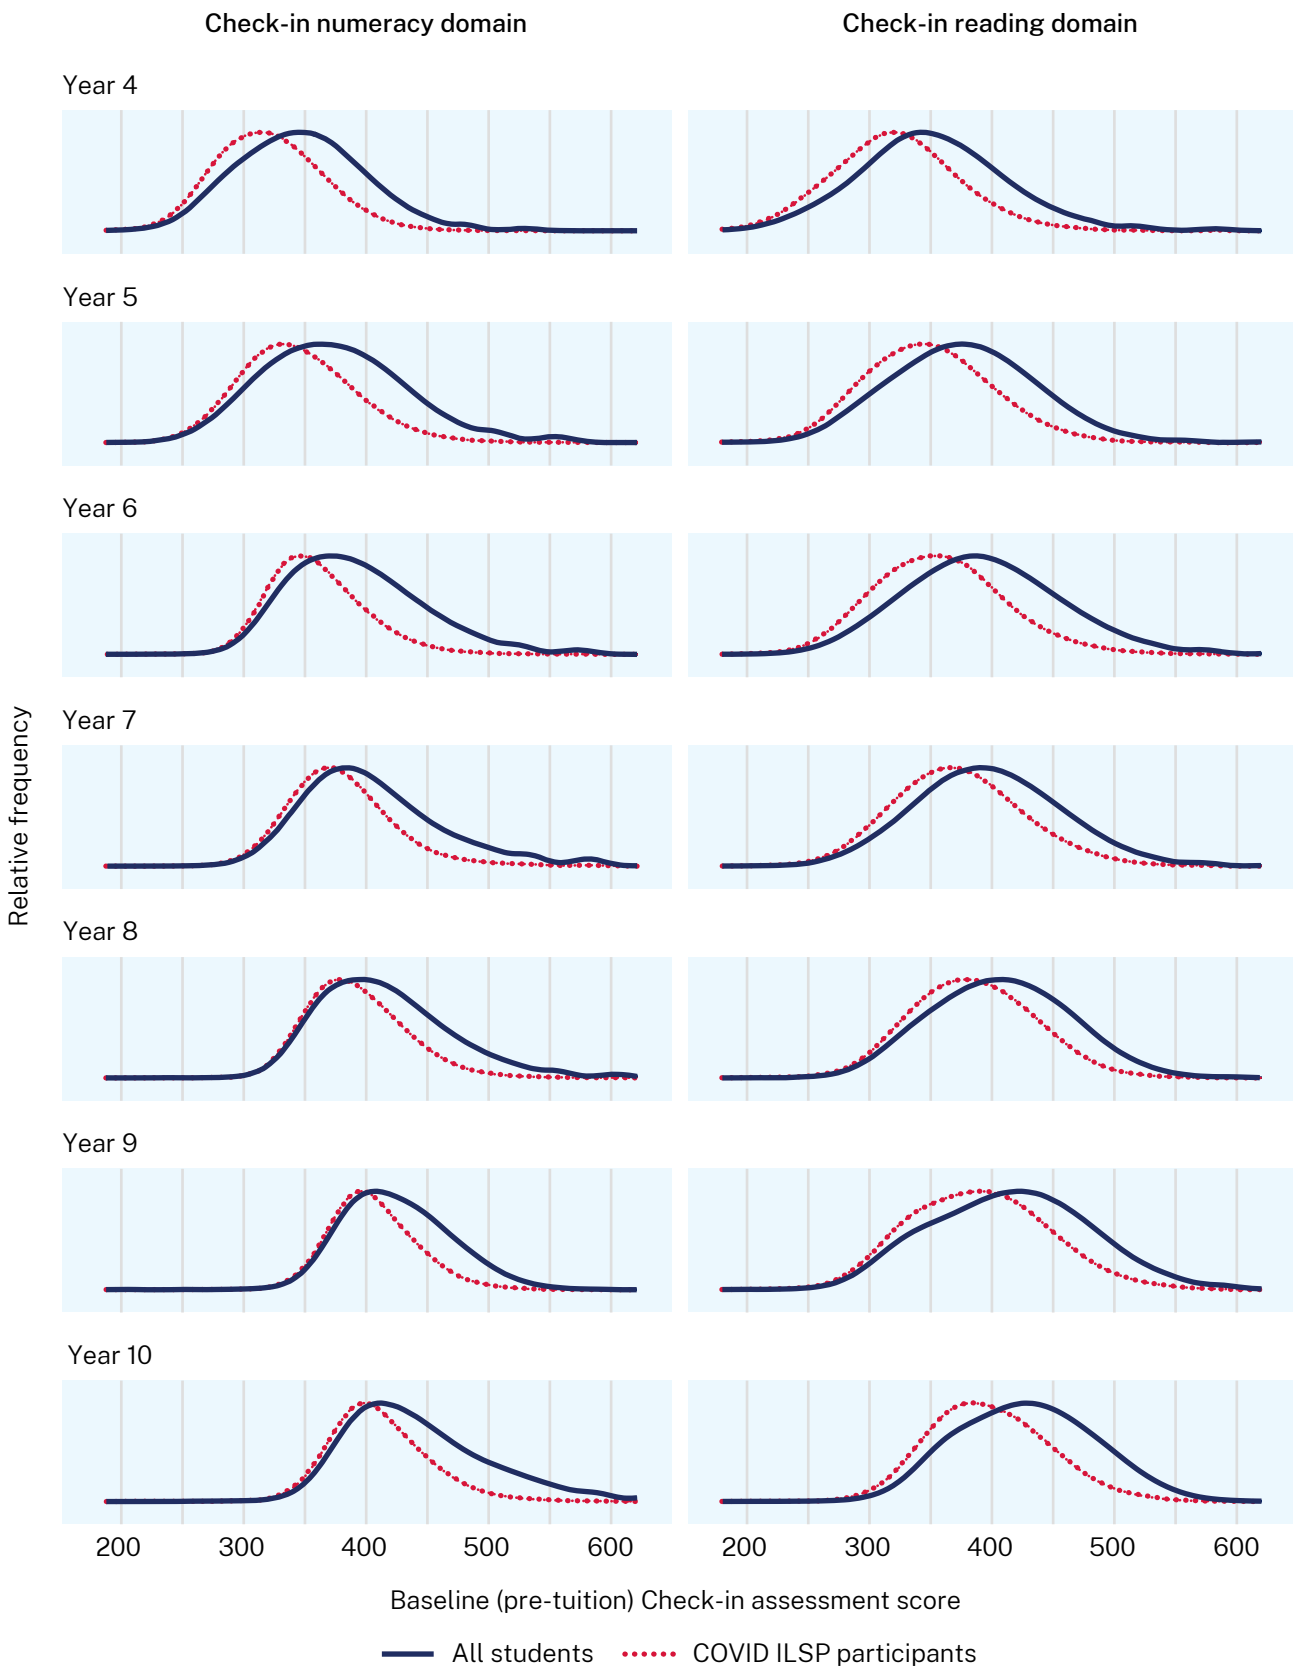 Check-in numeracy domain
Check-in reading domain
Year 4
Year 5
Year 6
Year 7
Year 8
Year 9
Year 10
Relative frequency
200 300 400 500 600
200 300 400 500 600
Baseline (pre-tuition) Check-in assessment score
All students
COVID ILSP participants